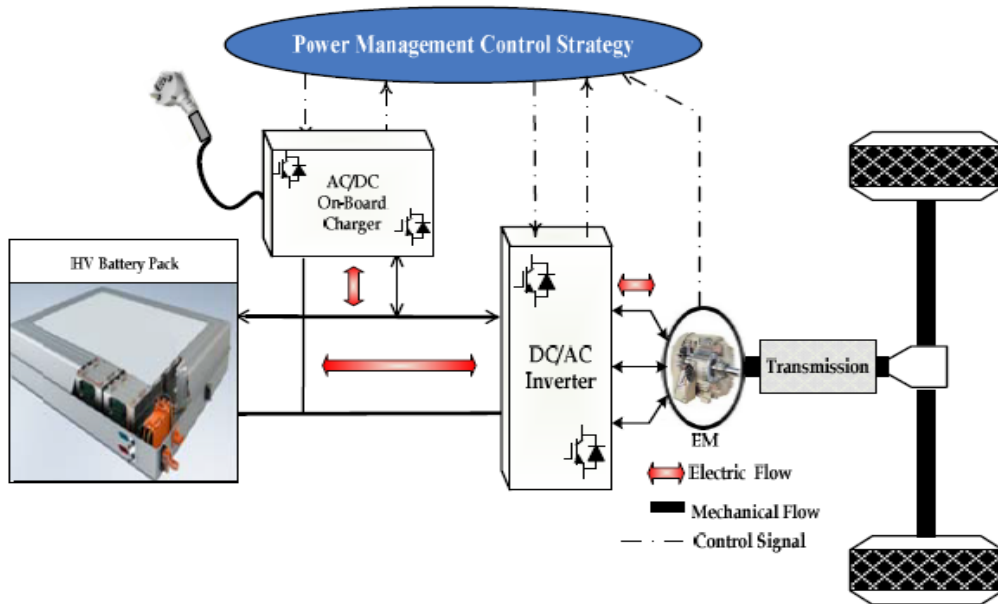 Power Management Control Strategy
AC/DC
On-Board
Charger
HV Battery Pack
DC/AC
Inverter
Transmission
EM
Electric Flow
Mechanical Flow
Control Signal